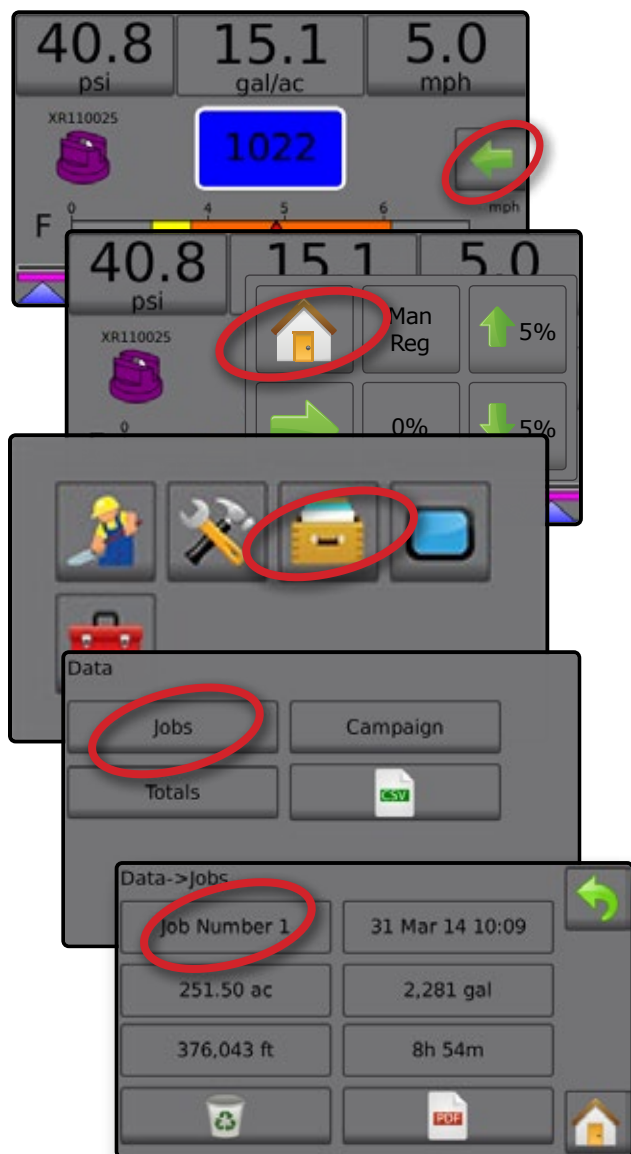 40.8 15.1 5.0
psi gal/ac mph
XR110025
1022
0 4 5 6 mph
F
40.8 15.1 5.0
psi
XR110025
Man
Reg
5%
0
0% 5%
Data
Jobs Campaign
Totals CSV
Data->Jobs
Job Number 1 31 Mar 14 10:09
251.50 ac 2,281 gal
376,043 ft 8h 54m
PDF